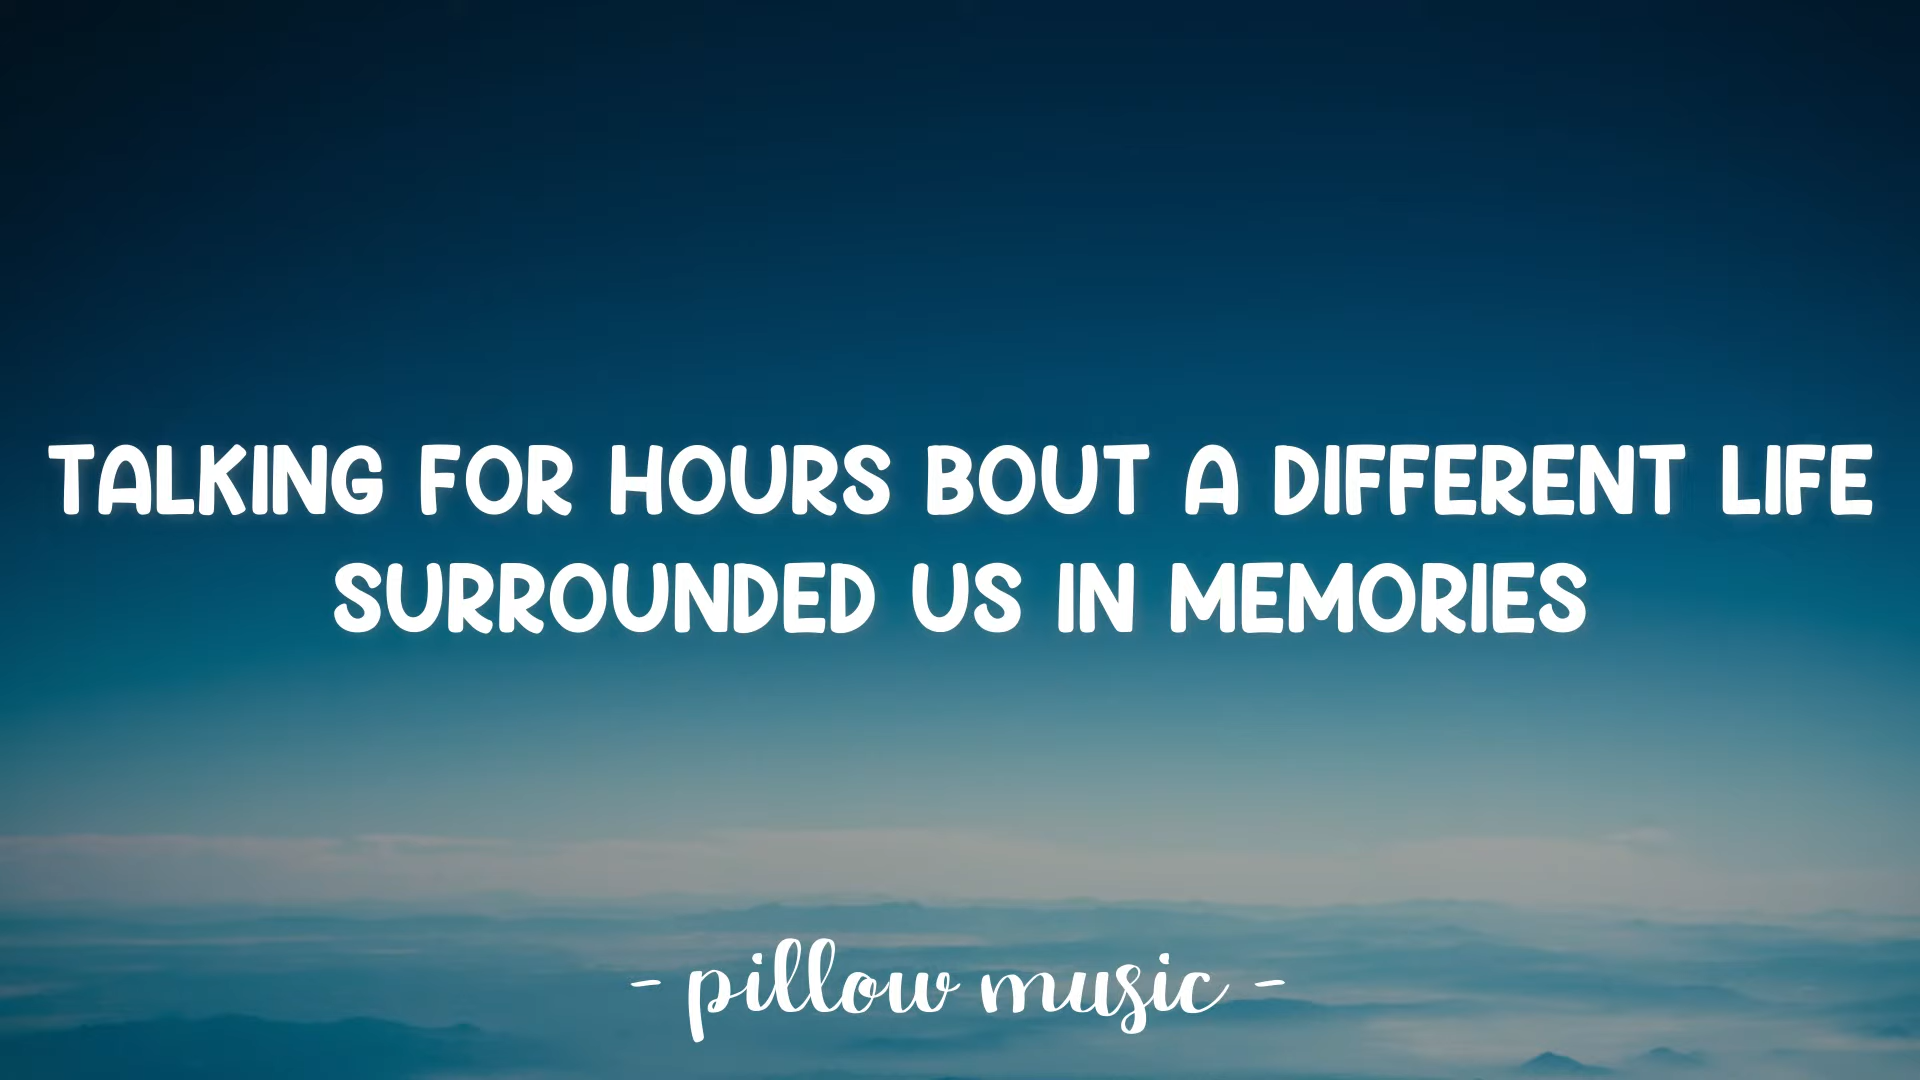 TALKING FOR HOURS BOUT A DIFFERENT LIFE
SURROUNDED US IN MEMORIES
- pillow music -